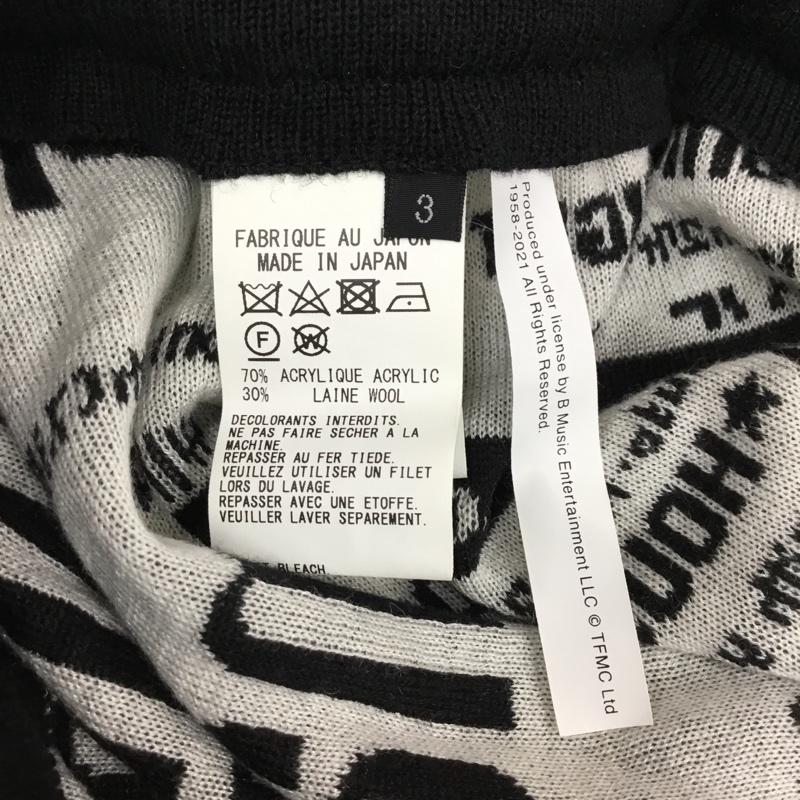 3
FABRIQUE AU JAPON
MADE IN JAPAN
F
W
70% ACRYLIQUE ACRYLIC
30% LAINE WOOL
DECOLORANTS INTERDITS.
NE PAS FAIRE SECHER A LA
MACHINE.
REPASSER AU FER TIEDE.
VEUILLEZ UTILISER UN FILET
LORS DU LAVAGE.
REPASSER AVEC UNE ETOFFE.
VEUILLER LAVER SEPAREMENT.
BLEACH
Produced under license by B Music Entertainment LLC © TFMC Ltd
1958-2021 All Rights Reserved.